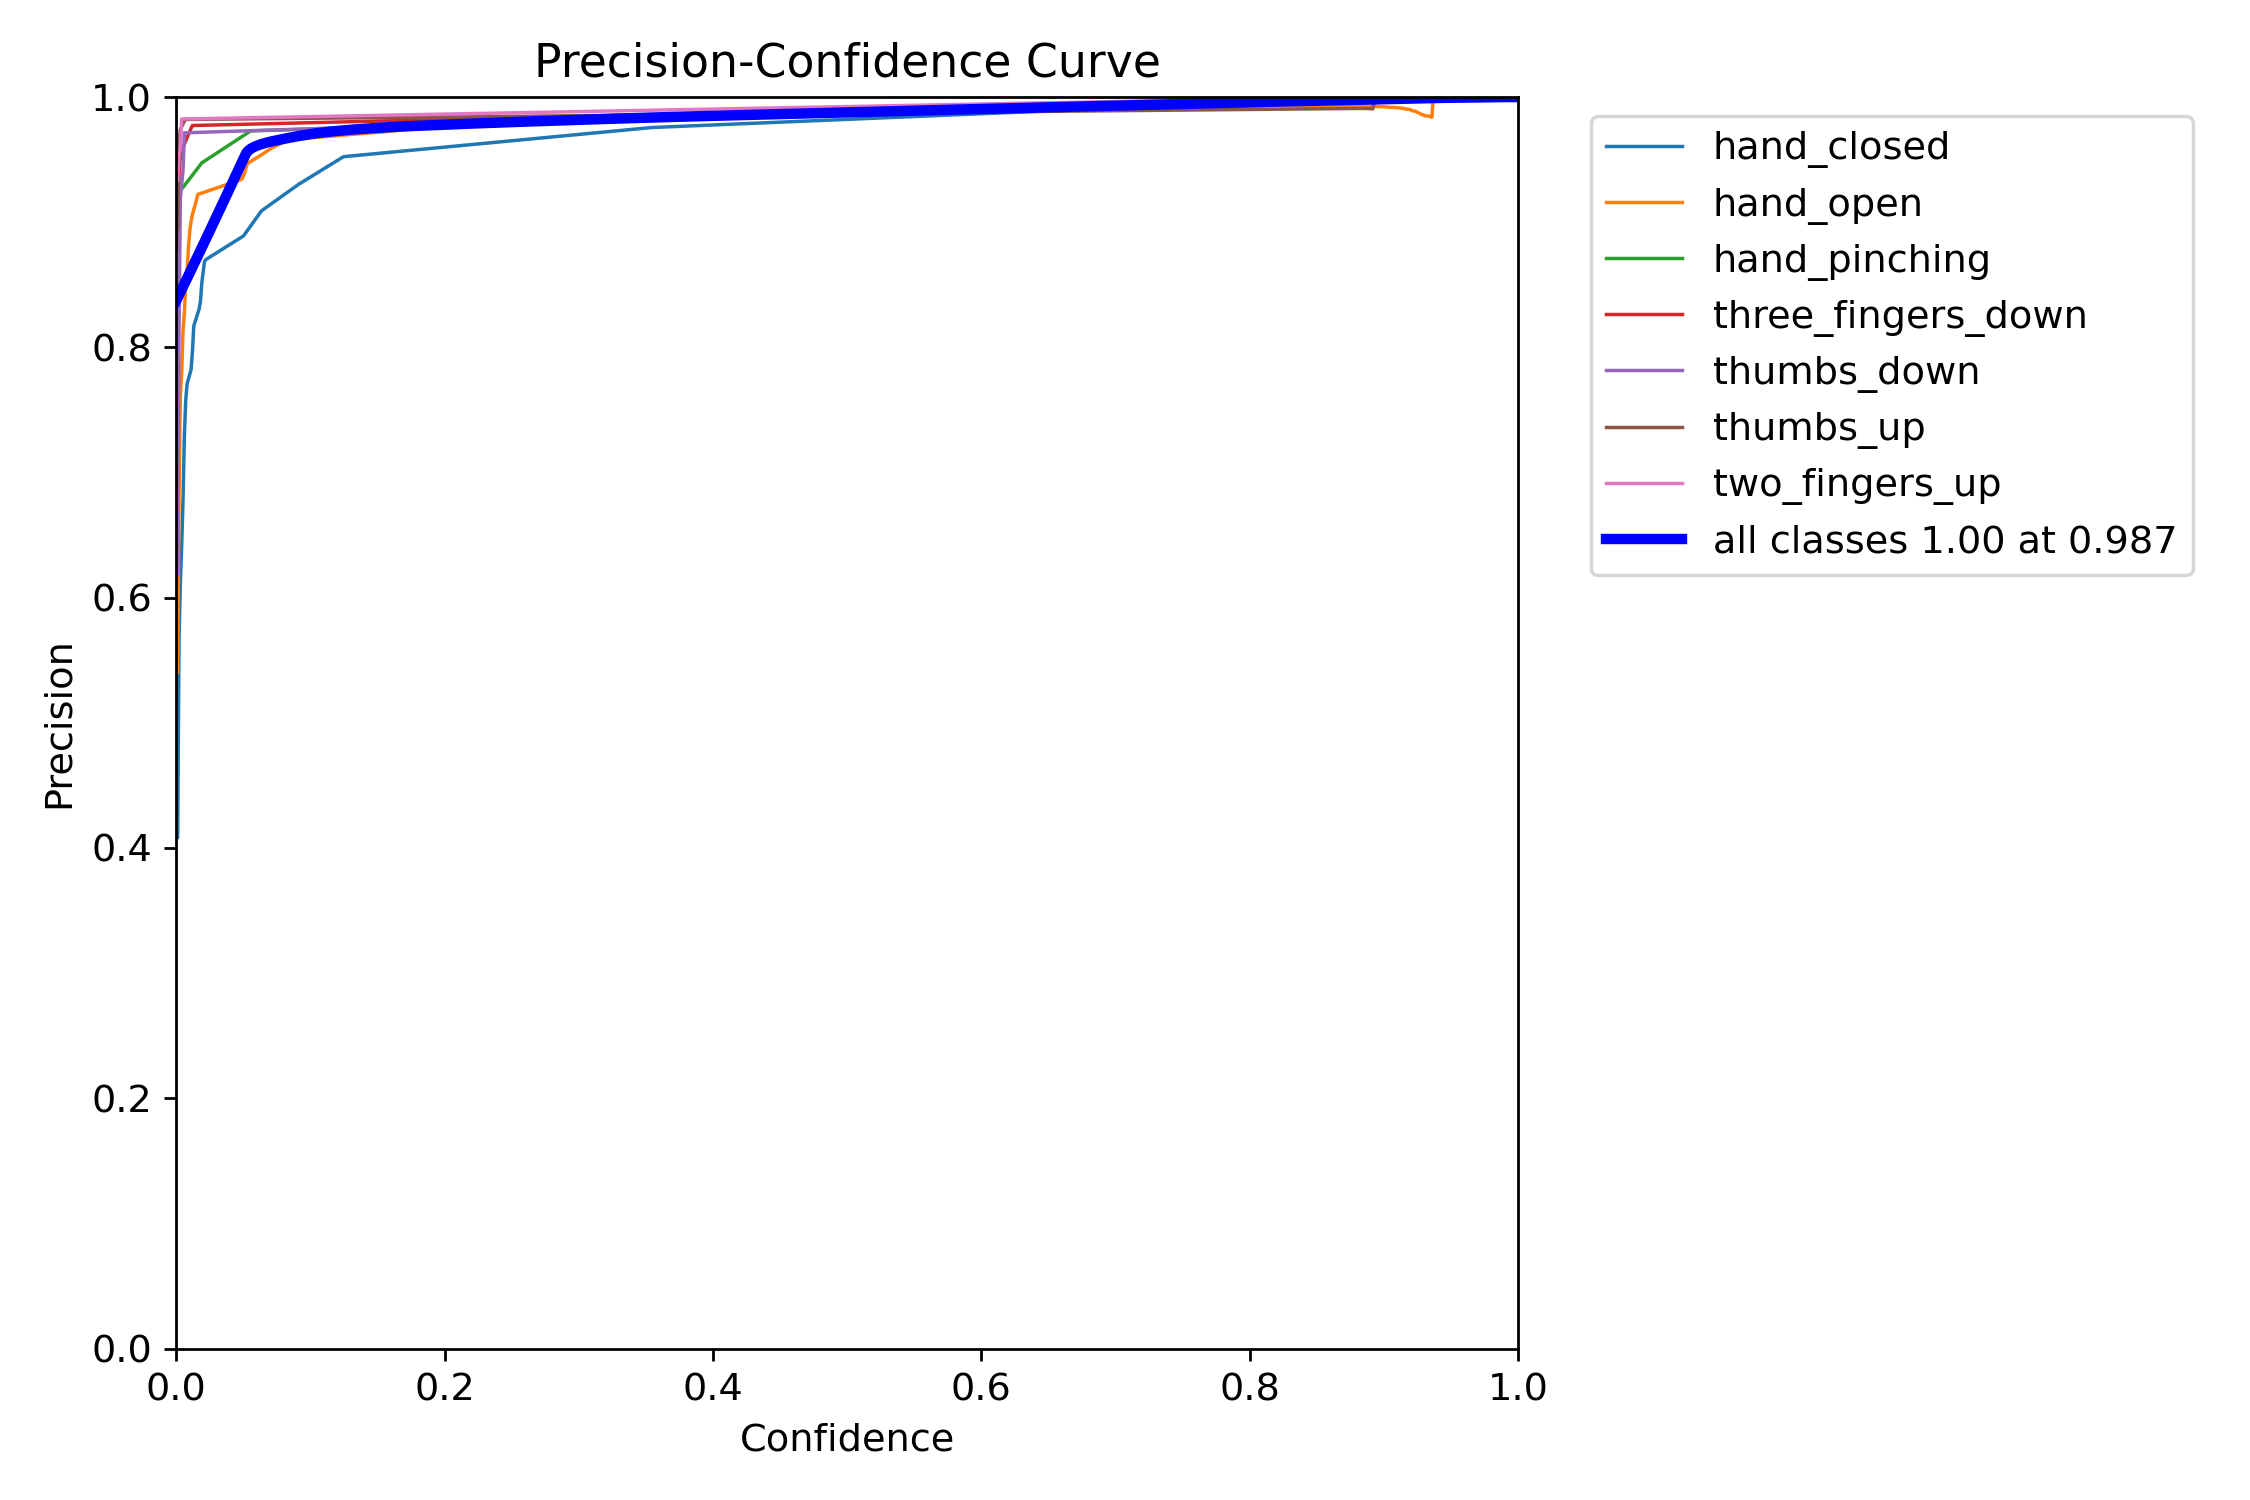 Precision-Confidence Curve
1.0
0.8
0.6
0.4
0.2
0.0
Precision
0.0 0.2 0.4 0.6 0.8 1.0
Confidence
hand_closed
hand_open
hand_pinching
three_fingers_down
thumbs_down
thumbs_up
two_fingers_up
all classes 1.00 at 0.987